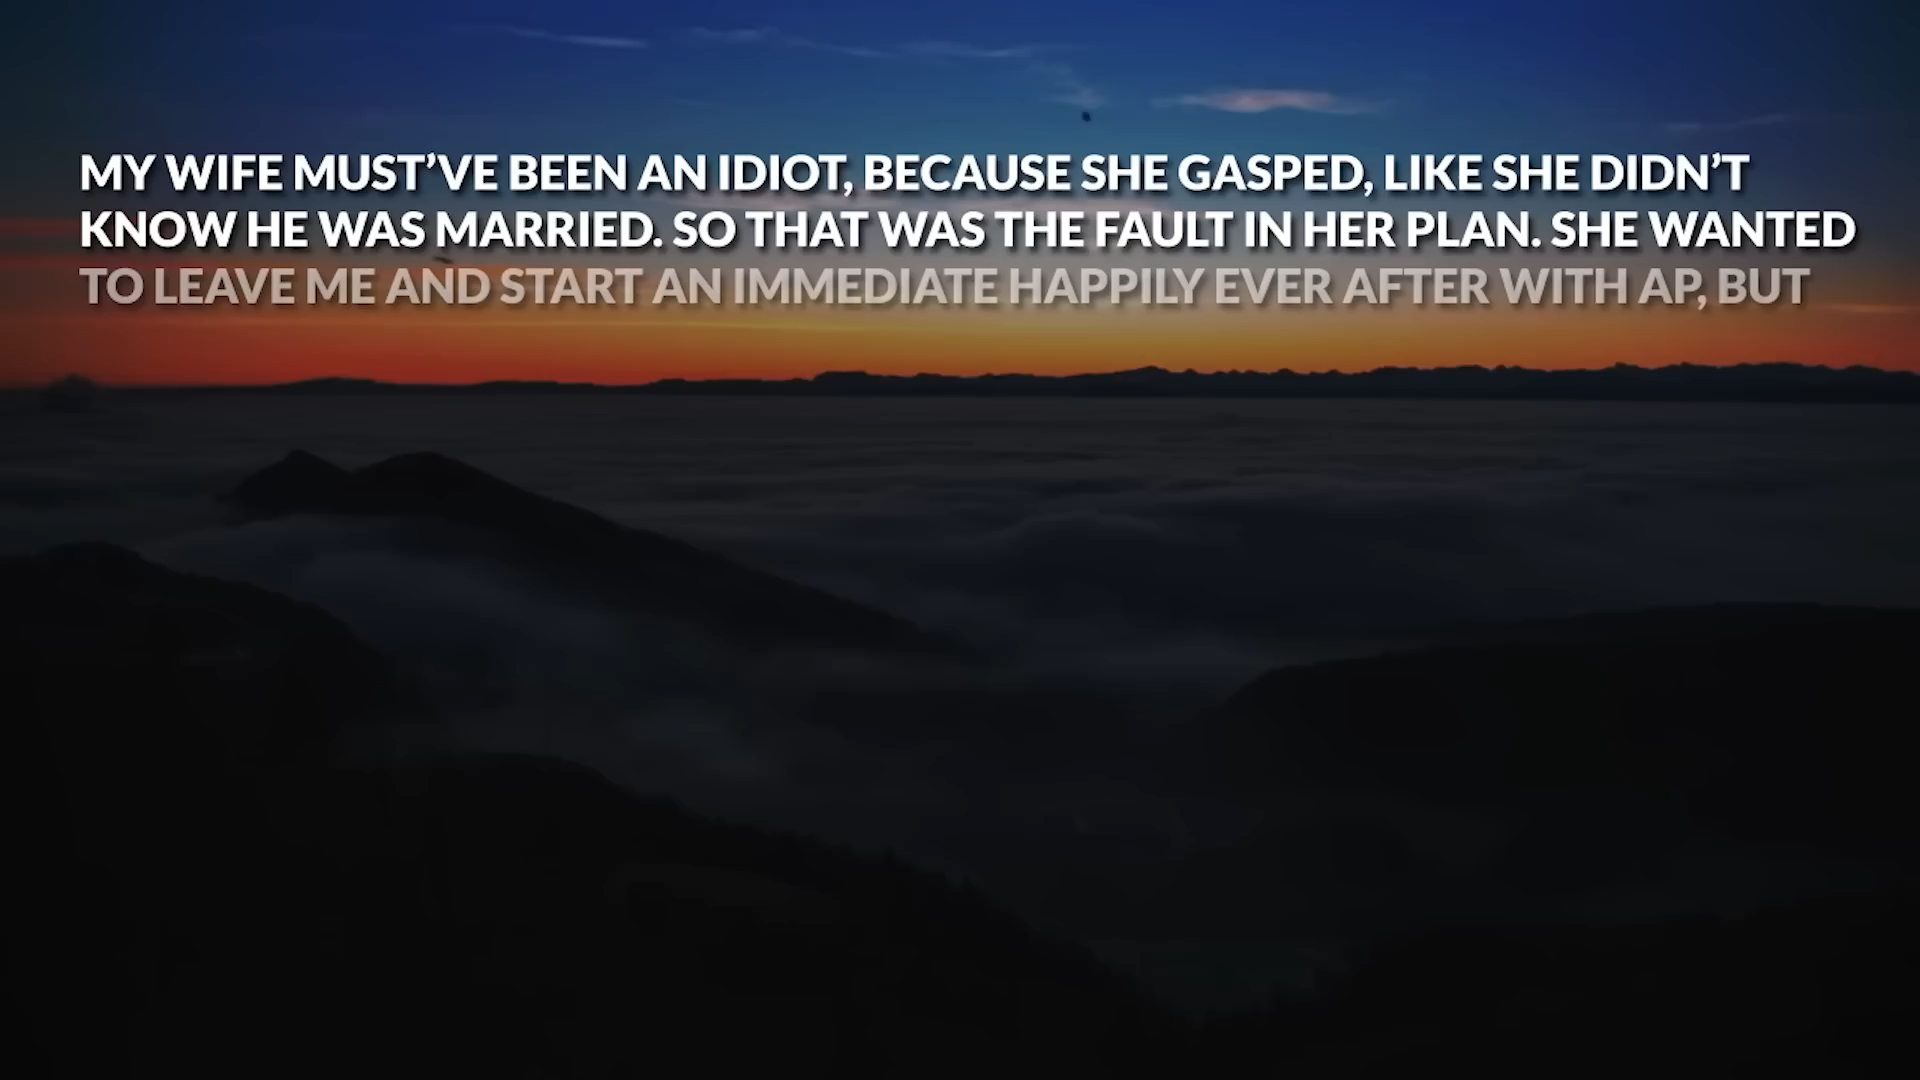 MY WIFE MUST’VE BEEN AN IDIOT, BECAUSE SHE GASPED, LIKE SHE DIDN’T
KNOW HE WAS MARRIED. SO THAT WAS THE FAULT IN HER PLAN. SHE WANTED
TO LEAVE ME AND START AN IMMEDIATE HAPPILY EVER AFTER WITH AP, BUT